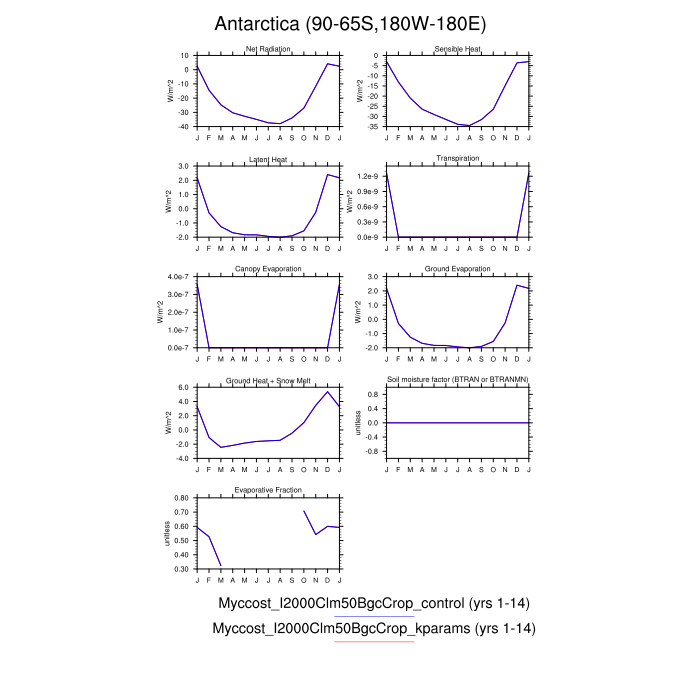 Antarctica (90-65S,180W-180E)
Net Radiation
Sensible Heat
10
0
-10
-20
-30
-40
W/m^2
J F M A M J J A S O N D J
0
-5
-10
-15
-20
-25
-30
-35
W/m^2
J F M A M J J A S O N D J
Latent Heat
Transpiration
3.0
2.0
1.0
0.0
-1.0
-2.0
W/m^2
J F M A M J J A S O N D J
1.2e-9
0.9e-9
0.6e-9
0.3e-9
0.0e-9
W/m^2
J F M A M J J A S O N D J
Canopy Evaporation
Ground Evaporation
4.0e-7
3.0e-7
2.0e-7
1.0e-7
0.0e-7
W/m^2
J F M A M J J A S O N D J
3.0
2.0
1.0
0.0
-1.0
-2.0
W/m^2
J F M A M J J A S O N D J
Ground Heat + Snow Melt
Soil moisture factor (BTRAN or BTRANMN)
6.0
4.0
2.0
0.0
-2.0
-4.0
W/m^2
J F M A M J J A S O N D J
0.8
0.4
0.0
-0.4
-0.8
unitless
J F M A M J J A S O N D J
Evaporative Fraction
0.80
0.70
0.60
0.50
0.40
0.30
unitless
J F M A M J J A S O N D J
Myccost_I2000Clm50BgcCrop_control (yrs 1-14)
Myccost_I2000Clm50BgcCrop_kparams (yrs 1-14)